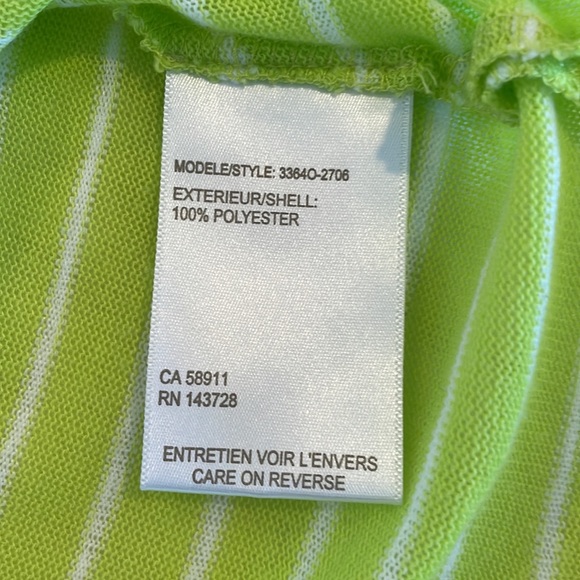 MODELE/STYLE: 3364O-2706
EXTERIEUR/SHELL:
100% POLYESTER
CA 58911
RN 143728
ENTRETIEN VOIR L'ENVERS
CARE ON REVERSE